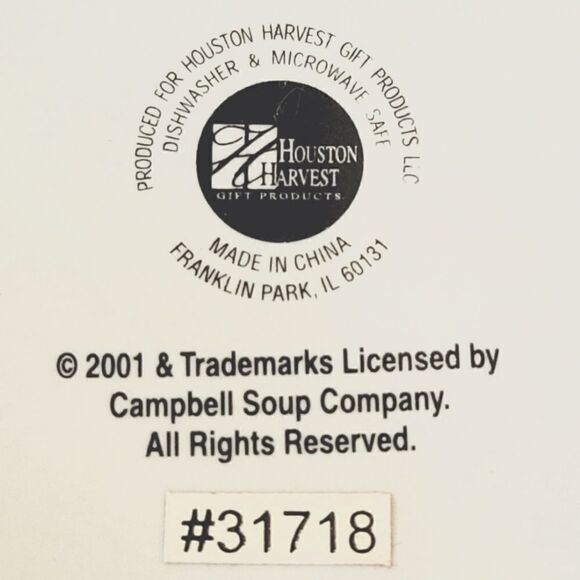 PRODUCED FOR HOUSTON HARVEST GIFT PRODUCTS LLC
DISHWASHER & MICROWAVE SAFE
HOUSTON
HARVEST
GIFT PRODUCTS
MADE IN CHINA
FRANKLIN PARK, IL 60131
© 2001 & Trademarks Licensed by
Campbell Soup Company.
All Rights Reserved.
#31718